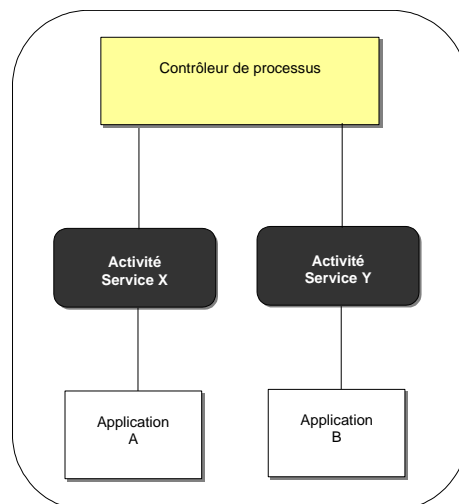 Contrôleur de processus
Activité
Service X
Activité
Service Y
Application
A
Application
B